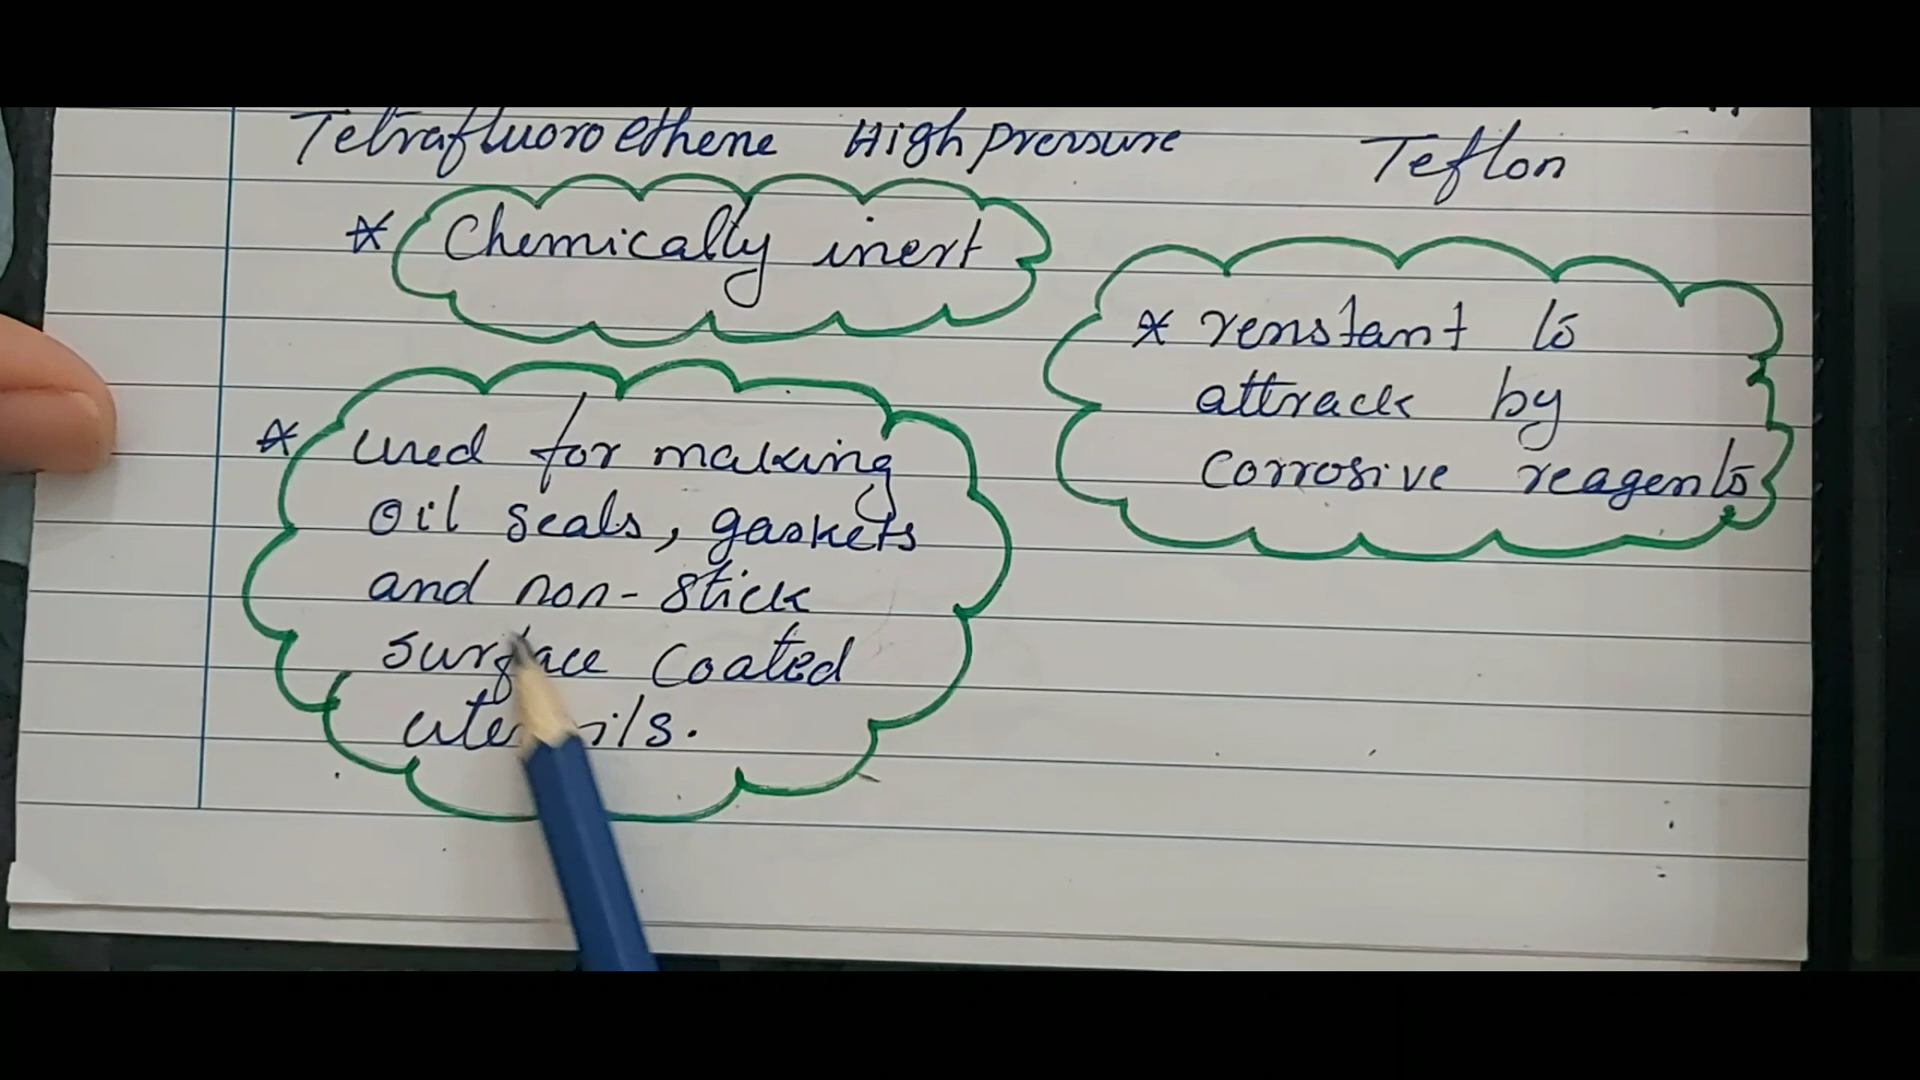 Tetrafluoroethene High pressure Teflon
* Chemically inert
* resistant to
attrack by
corrosive reagents
* used for making
oil seals, gaskets
and non-stick
surface coated
utensils.